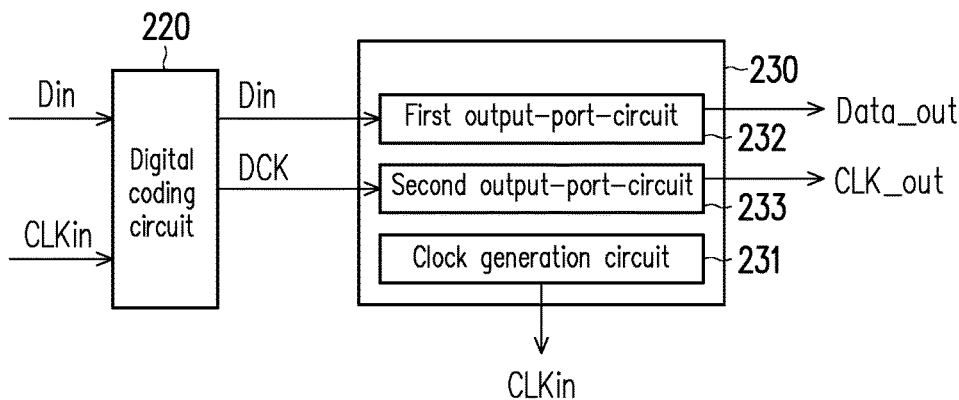 220
Din
CLKin
Digital
coding
circuit
Din
DCK
230
First output-port-circuit
232
Data_out
Second output-port-circuit
233
CLK_out
Clock generation circuit
231
CLKin